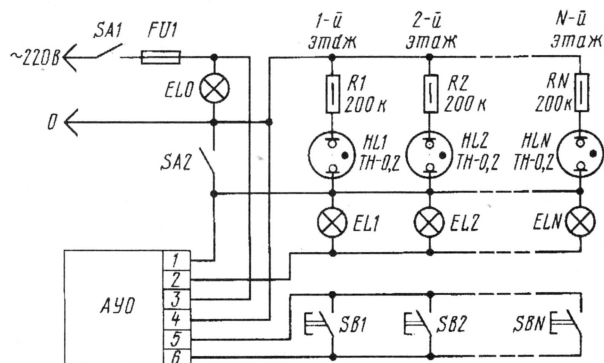 SA1 FU1
~220В
EL0
0
SA2
1-й этаж
2-й этаж
N-й этаж
R1 200к
R2 200к
RN 200к
HL1 ТН-0,2
HL2 ТН-0,2
HLN ТН-0,2
EL1
EL2
ELN
АУО
1
2
3
4
5
6
SB1
SB2
SBN